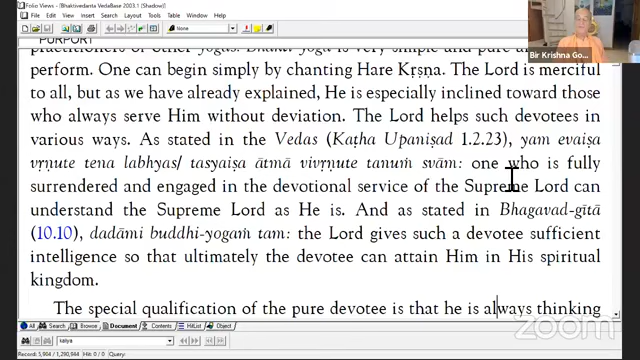 Folio Views - [Bhaktivedanta VedaBase 2003.1 (Shadow)]
File Edit View Search Tools Window Help
PURPORT
perform. One can begin simply by chanting Hare Kṛṣṇa. The Lord is merciful
to all, but as we have already explained, He is especially inclined toward those
who always serve Him without deviation. The Lord helps such devotees in
various ways. As stated in the Vedas (Kaṭha Upaniṣad 1.2.23), yam evaiṣa
vṛṇute tena labhyas/ tasyaiṣa ātmā vivṛṇute tanuṁ svām: one who is fully
surrendered and engaged in the devotional service of the Supreme Lord can
understand the Supreme Lord as He is. And as stated in Bhagavad-gītā
(10.10), dadāmi buddhi-yogaṁ tam: the Lord gives such a devotee sufficient
intelligence so that ultimately the devotee can attain Him in His spiritual
kingdom.
The special qualification of the pure devotee is that he is always thinking
All Browse Document Contents HitList Object
kalya
Record: 5,904 / 1,290,944 Hit: 0 / 0
Bir Krishna Go...
zoom